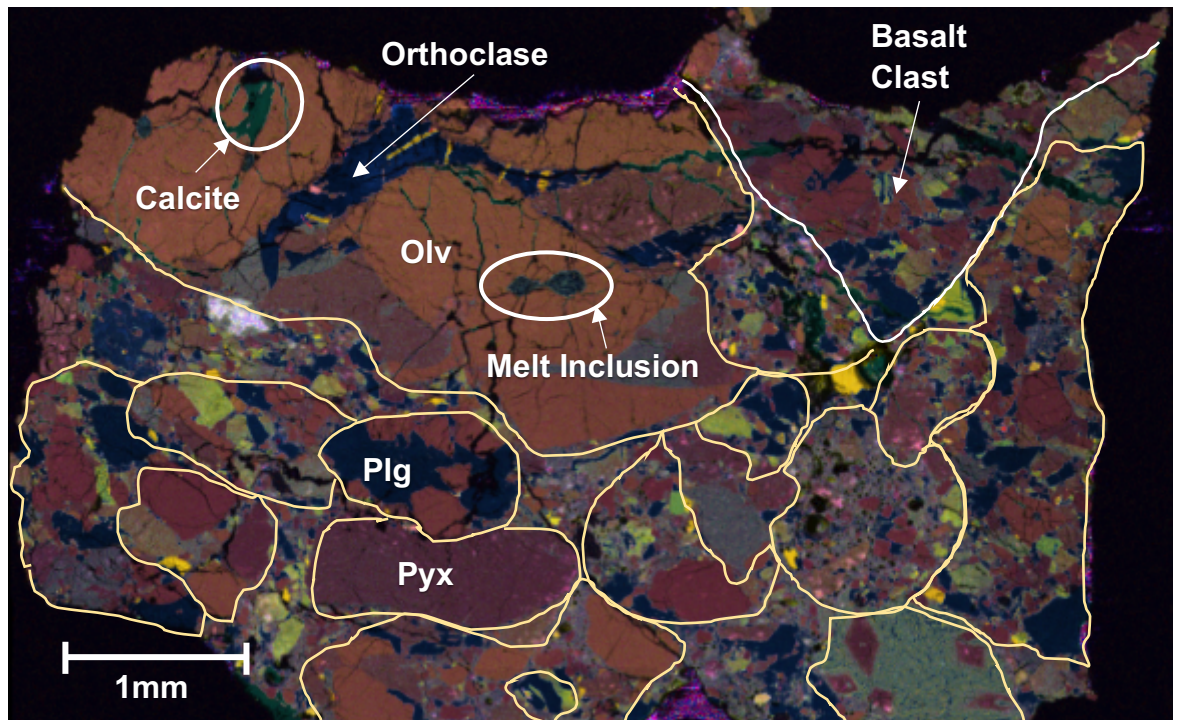 Orthoclase
Basalt
Clast
Calcite
Olv
Melt Inclusion
Plg
Pyx
1mm